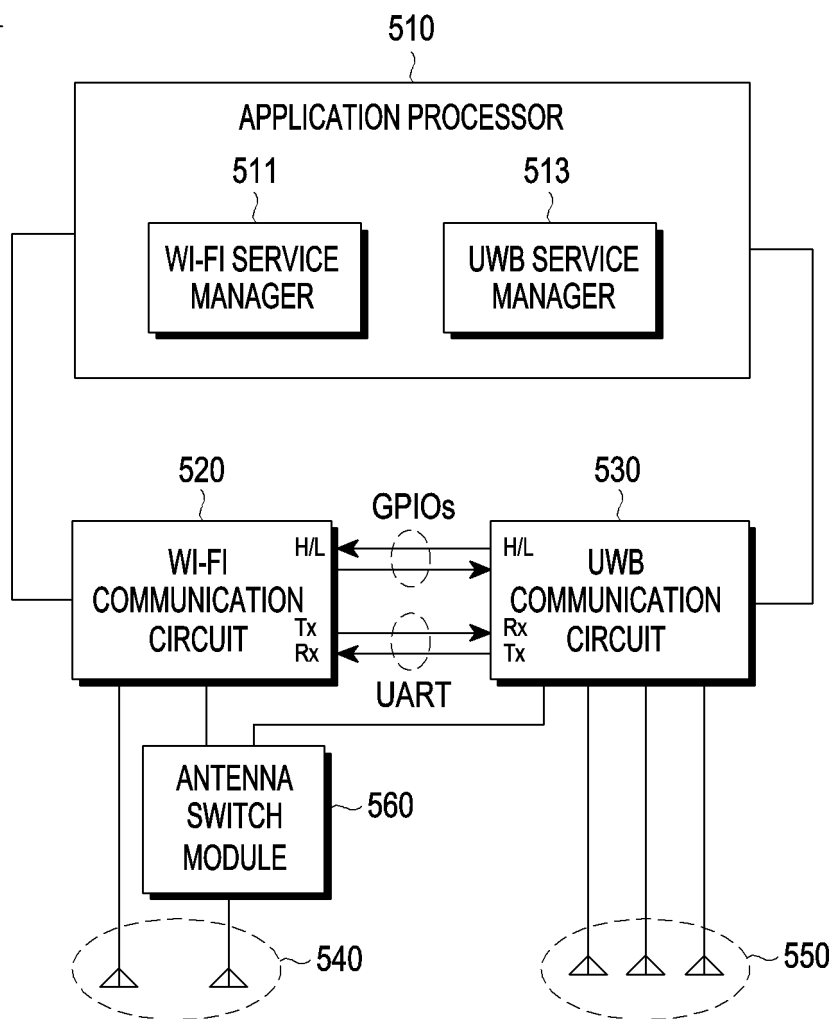 510
APPLICATION PROCESSOR
511
513
WI-FI SERVICE
MANAGER
UWB SERVICE
MANAGER
520
530
GPIOs
H/L
H/L
WI-FI
COMMUNICATION
CIRCUIT
UWB
COMMUNICATION
CIRCUIT
Tx
Rx
Rx
Tx
UART
ANTENNA
SWITCH
MODULE
560
540
550